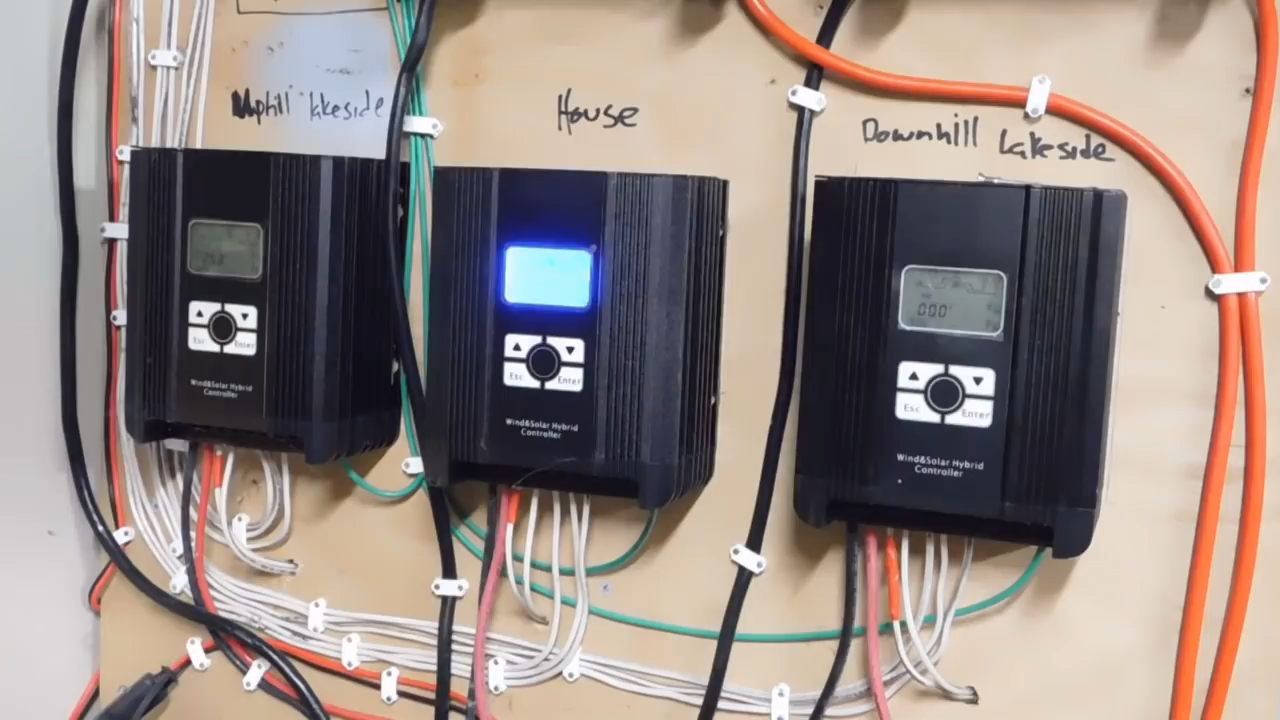 Uphill lakeside
House
Downhill Lakeside
Esc Enter
Wind&Solar Hybrid
Controller
Esc Enter
Wind&Solar Hybrid
Controller
00.0
Esc Enter
Wind&Solar Hybrid
Controller